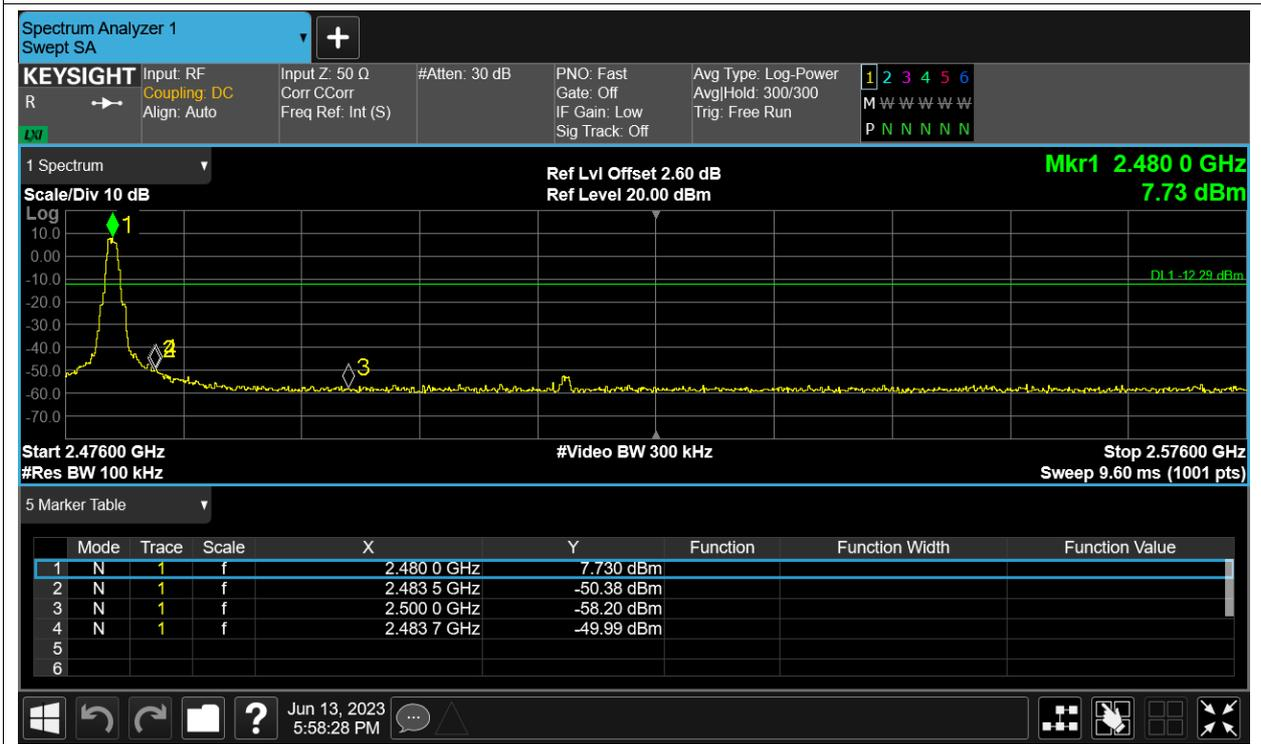 Spectrum Analyzer 1
Swept SA
+
KEYSIGHT Input: RF Input Z: 50 Ω #Atten: 30 dB PNO: Fast Avg Type: Log-Power 1 2 3 4 5 6
R Coupling: DC Corr CCorr Gate: Off Avg|Hold: 300/300 M W W W W W
Align: Auto Freq Ref: Int (S) IF Gain: Low Trig: Free Run
LXI Sig Track: Off P N N N N N
1 Spectrum Ref Lvl Offset 2.60 dB Mkr1 2.480 0 GHz
Scale/Div 10 dB Ref Level 20.00 dBm 7.73 dBm
Log
1
10.0
0.00
-10.0 DL1 -12.29 dBm
-20.0
-30.0
-40.0
2 4
3
-50.0
-60.0
-70.0
Start 2.47600 GHz #Video BW 300 kHz Stop 2.57600 GHz
#Res BW 100 kHz Sweep 9.60 ms (1001 pts)
5 Marker Table
Mode Trace Scale X Y Function Function Width Function Value
1 N 1 f 2.480 0 GHz 7.730 dBm
2 N 1 f 2.483 5 GHz -50.38 dBm
3 N 1 f 2.500 0 GHz -58.20 dBm
4 N 1 f 2.483 7 GHz -49.99 dBm
5
6
? Jun 13, 2023
5:58:28 PM